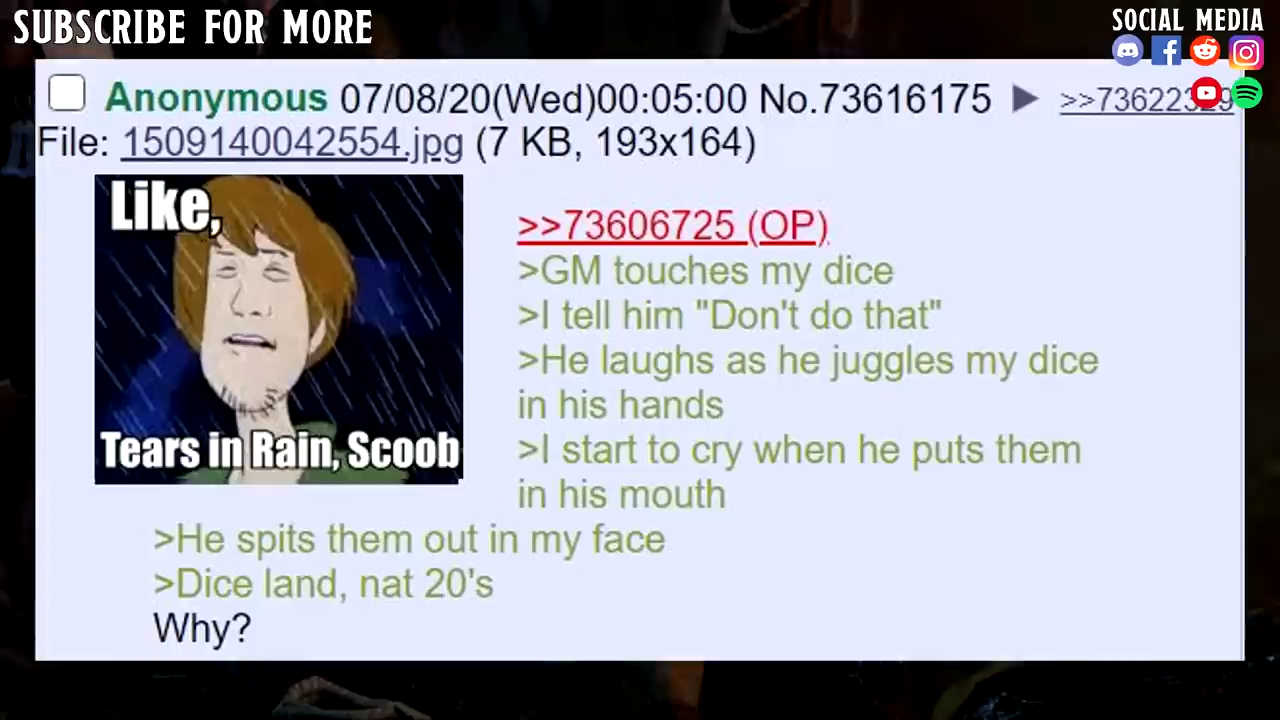 SUBSCRIBE FOR MORE
SOCIAL MEDIA
Anonymous 07/08/20(Wed)00:05:00 No.73616175 ▶ >>73622329
File: 1509140042554.jpg (7 KB, 193x164)
Like,
Tears in Rain, Scoob
>>73606725 (OP)
>GM touches my dice
>I tell him "Don't do that"
>He laughs as he juggles my dice
in his hands
>I start to cry when he puts them
in his mouth
>He spits them out in my face
>Dice land, nat 20's
Why?